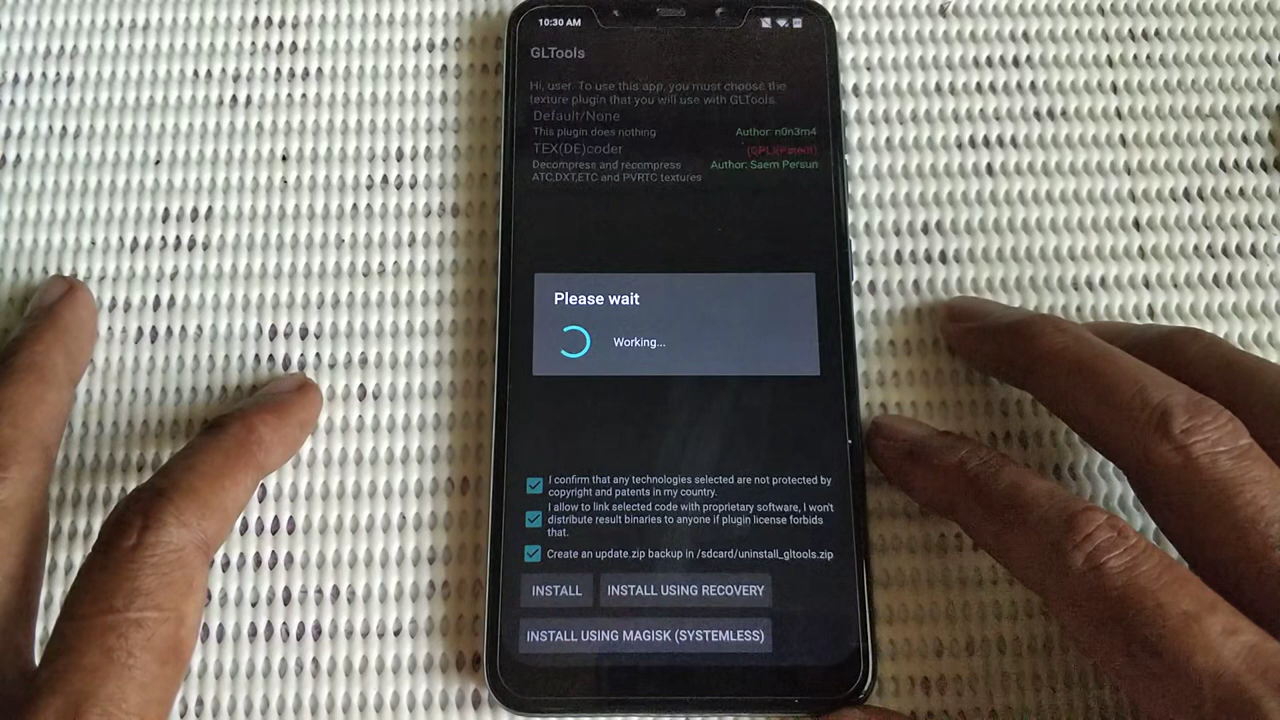 10:30 AM
GLTools
Hi, user. To use this app, you must choose the
texture plugin that you will use with GLTools.
Default/None
This plugin does nothing
Author: n0n3m4
TEX(DE)coder
Decompress and recompress
Author: Saem Persun
ATC,DXT,ETC and PVRTC textures
Please wait
Working...
I confirm that any technologies selected are not protected by
copyright and patents in my country.
I allow to link selected code with proprietary software, I won't
distribute result binaries to anyone if plugin license forbids
that.
Create an update.zip backup in /sdcard/uninstall_gltools.zip
INSTALL
INSTALL USING RECOVERY
INSTALL USING MAGISK (SYSTEMLESS)